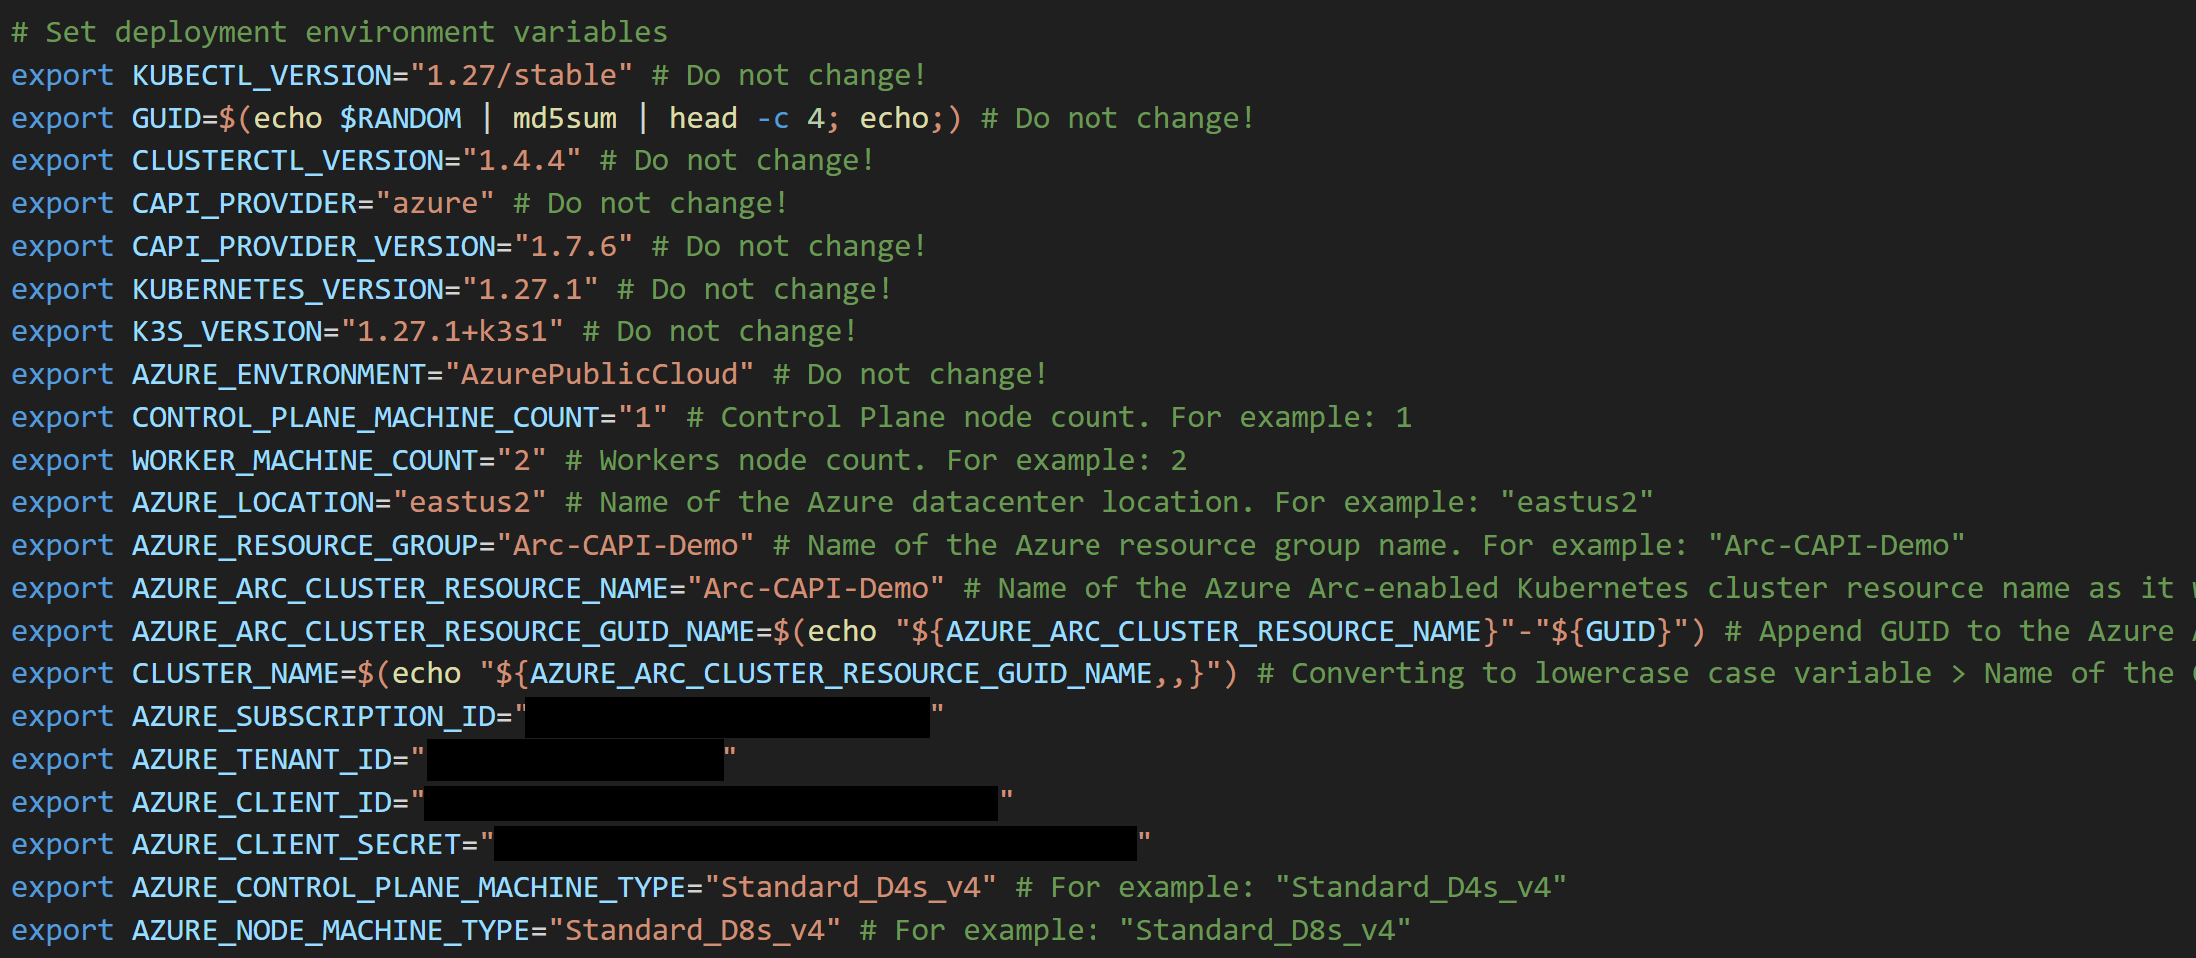 # Set deployment environment variables
export KUBECTL_VERSION="1.27/stable" # Do not change!
export GUID=$(echo $RANDOM | md5sum | head -c 4; echo;) # Do not change!
export CLUSTERCTL_VERSION="1.4.4" # Do not change!
export CAPI_PROVIDER="azure" # Do not change!
export CAPI_PROVIDER_VERSION="1.7.6" # Do not change!
export KUBERNETES_VERSION="1.27.1" # Do not change!
export K3S_VERSION="1.27.1+k3s1" # Do not change!
export AZURE_ENVIRONMENT="AzurePublicCloud" # Do not change!
export CONTROL_PLANE_MACHINE_COUNT="1" # Control Plane node count. For example: 1
export WORKER_MACHINE_COUNT="2" # Workers node count. For example: 2
export AZURE_LOCATION="eastus2" # Name of the Azure datacenter location. For example: "eastus2"
export AZURE_RESOURCE_GROUP="Arc-CAPI-Demo" # Name of the Azure resource group name. For example: "Arc-CAPI-Demo"
export AZURE_ARC_CLUSTER_RESOURCE_NAME="Arc-CAPI-Demo" # Name of the Azure Arc-enabled Kubernetes cluster resource name as it
export AZURE_ARC_CLUSTER_RESOURCE_GUID_NAME=$(echo "${AZURE_ARC_CLUSTER_RESOURCE_NAME}"-"${GUID}") # Append GUID to the Azure
export CLUSTER_NAME=$(echo "${AZURE_ARC_CLUSTER_RESOURCE_GUID_NAME,,}") # Converting to lowercase case variable > Name of the
export AZURE_SUBSCRIPTION_ID=""
export AZURE_TENANT_ID=""
export AZURE_CLIENT_ID=""
export AZURE_CLIENT_SECRET=""
export AZURE_CONTROL_PLANE_MACHINE_TYPE="Standard_D4s_v4" # For example: "Standard_D4s_v4"
export AZURE_NODE_MACHINE_TYPE="Standard_D8s_v4" # For example: "Standard_D8s_v4"